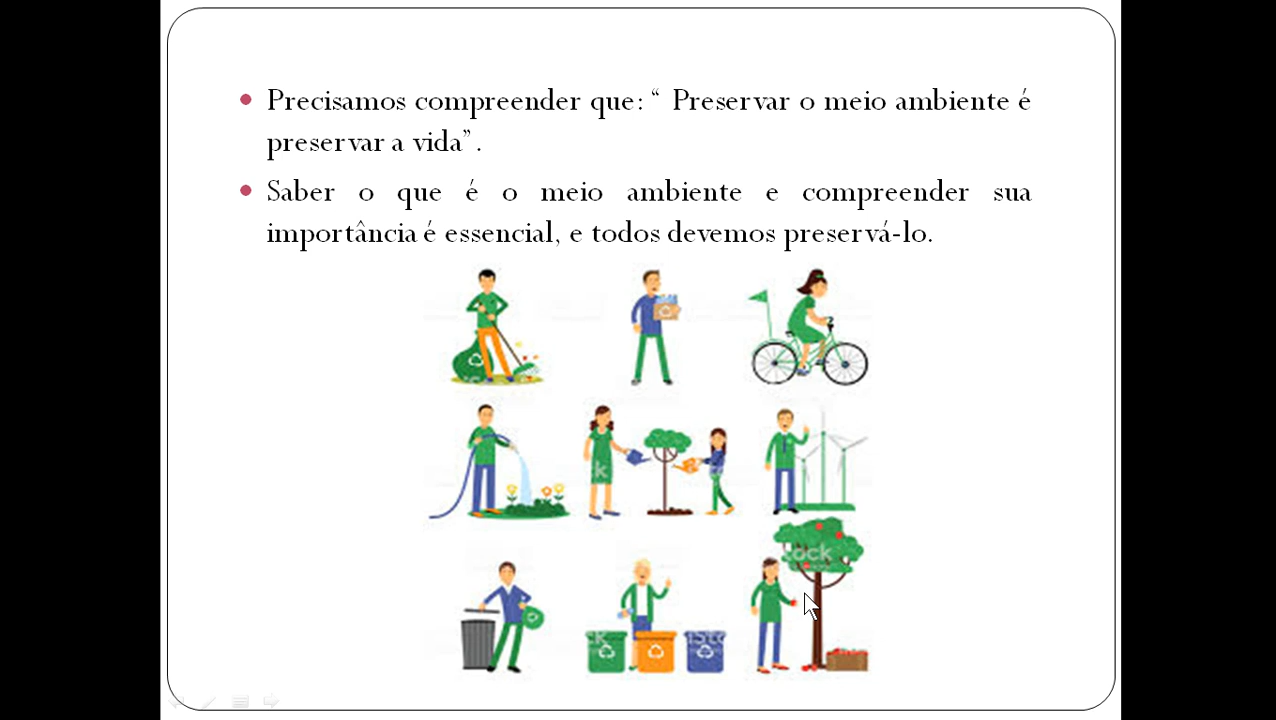 Precisamos compreender que: “ Preservar o meio ambiente é
preservar a vida”.
Saber o que é o meio ambiente e compreender sua
importância é essencial, e todos devemos preservá-lo.